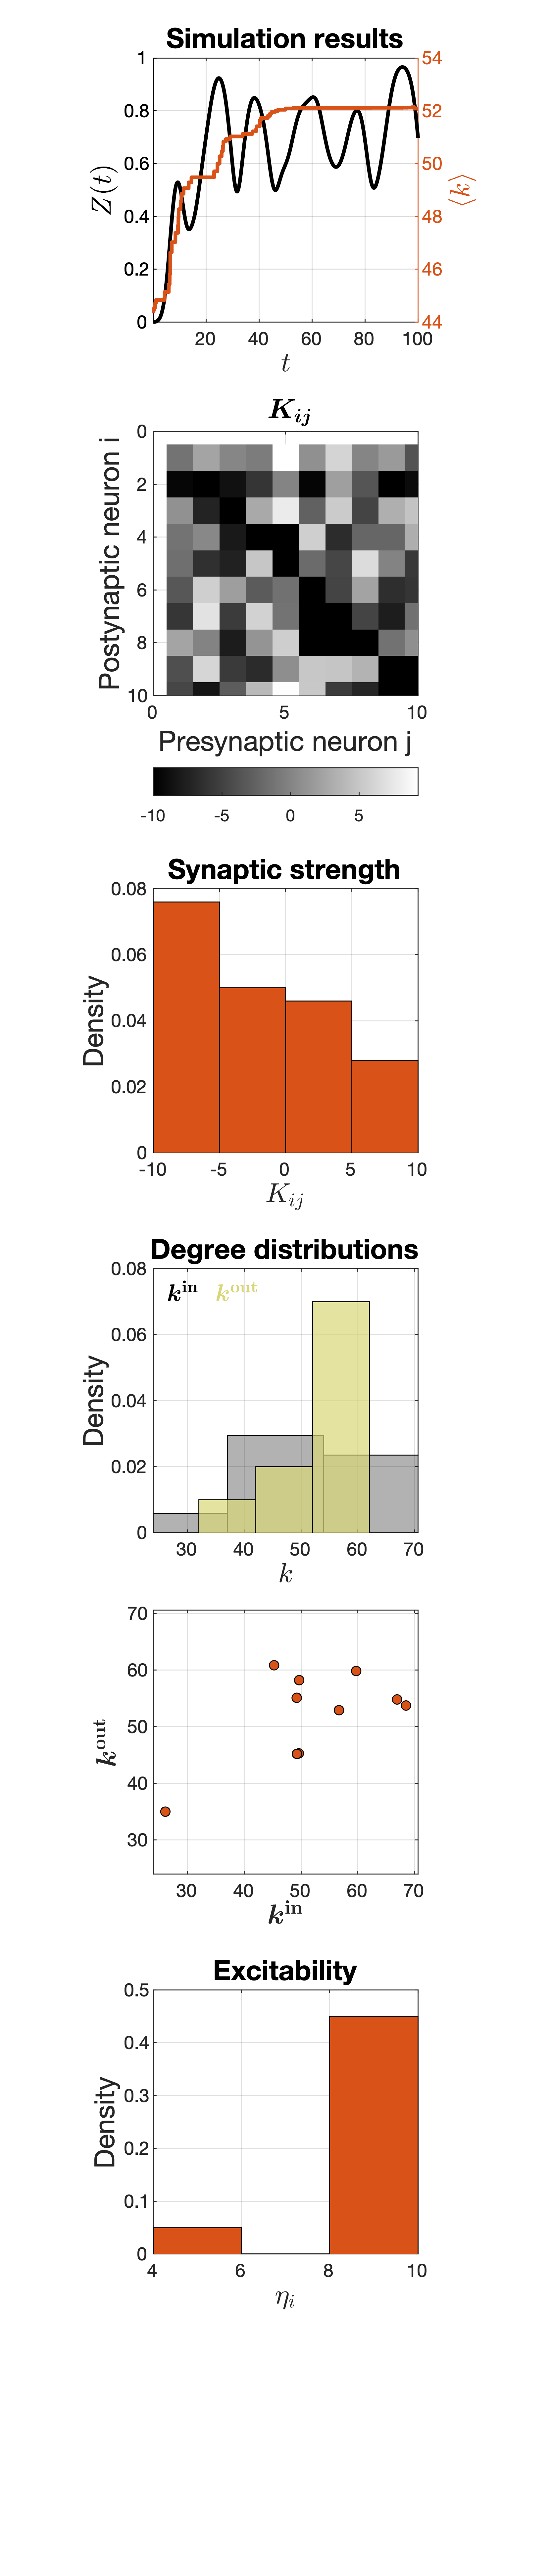 Simulation results
1
0.8
0.6
0.4
0.2
0
Z(t)
54
52
50
48
46
44
⟨k⟩
20 40 60 80 100
t
K_{ij}
0
2
4
6
8
10
Postynaptic neuron i
0 5 10
Presynaptic neuron j
-10 -5 0 5
Synaptic strength
0.08
0.06
0.04
0.02
0
Density
-10 -5 0 5 10
K_{ij}
Degree distributions
0.08
0.06
0.04
0.02
0
Density
k^{in} k^{out}
30 40 50 60 70
k
70
60
50
40
30
k^{out}
30 40 50 60 70
k^{in}
Excitability
0.5
0.4
0.3
0.2
0.1
0
Density
4 6 8 10
η_i